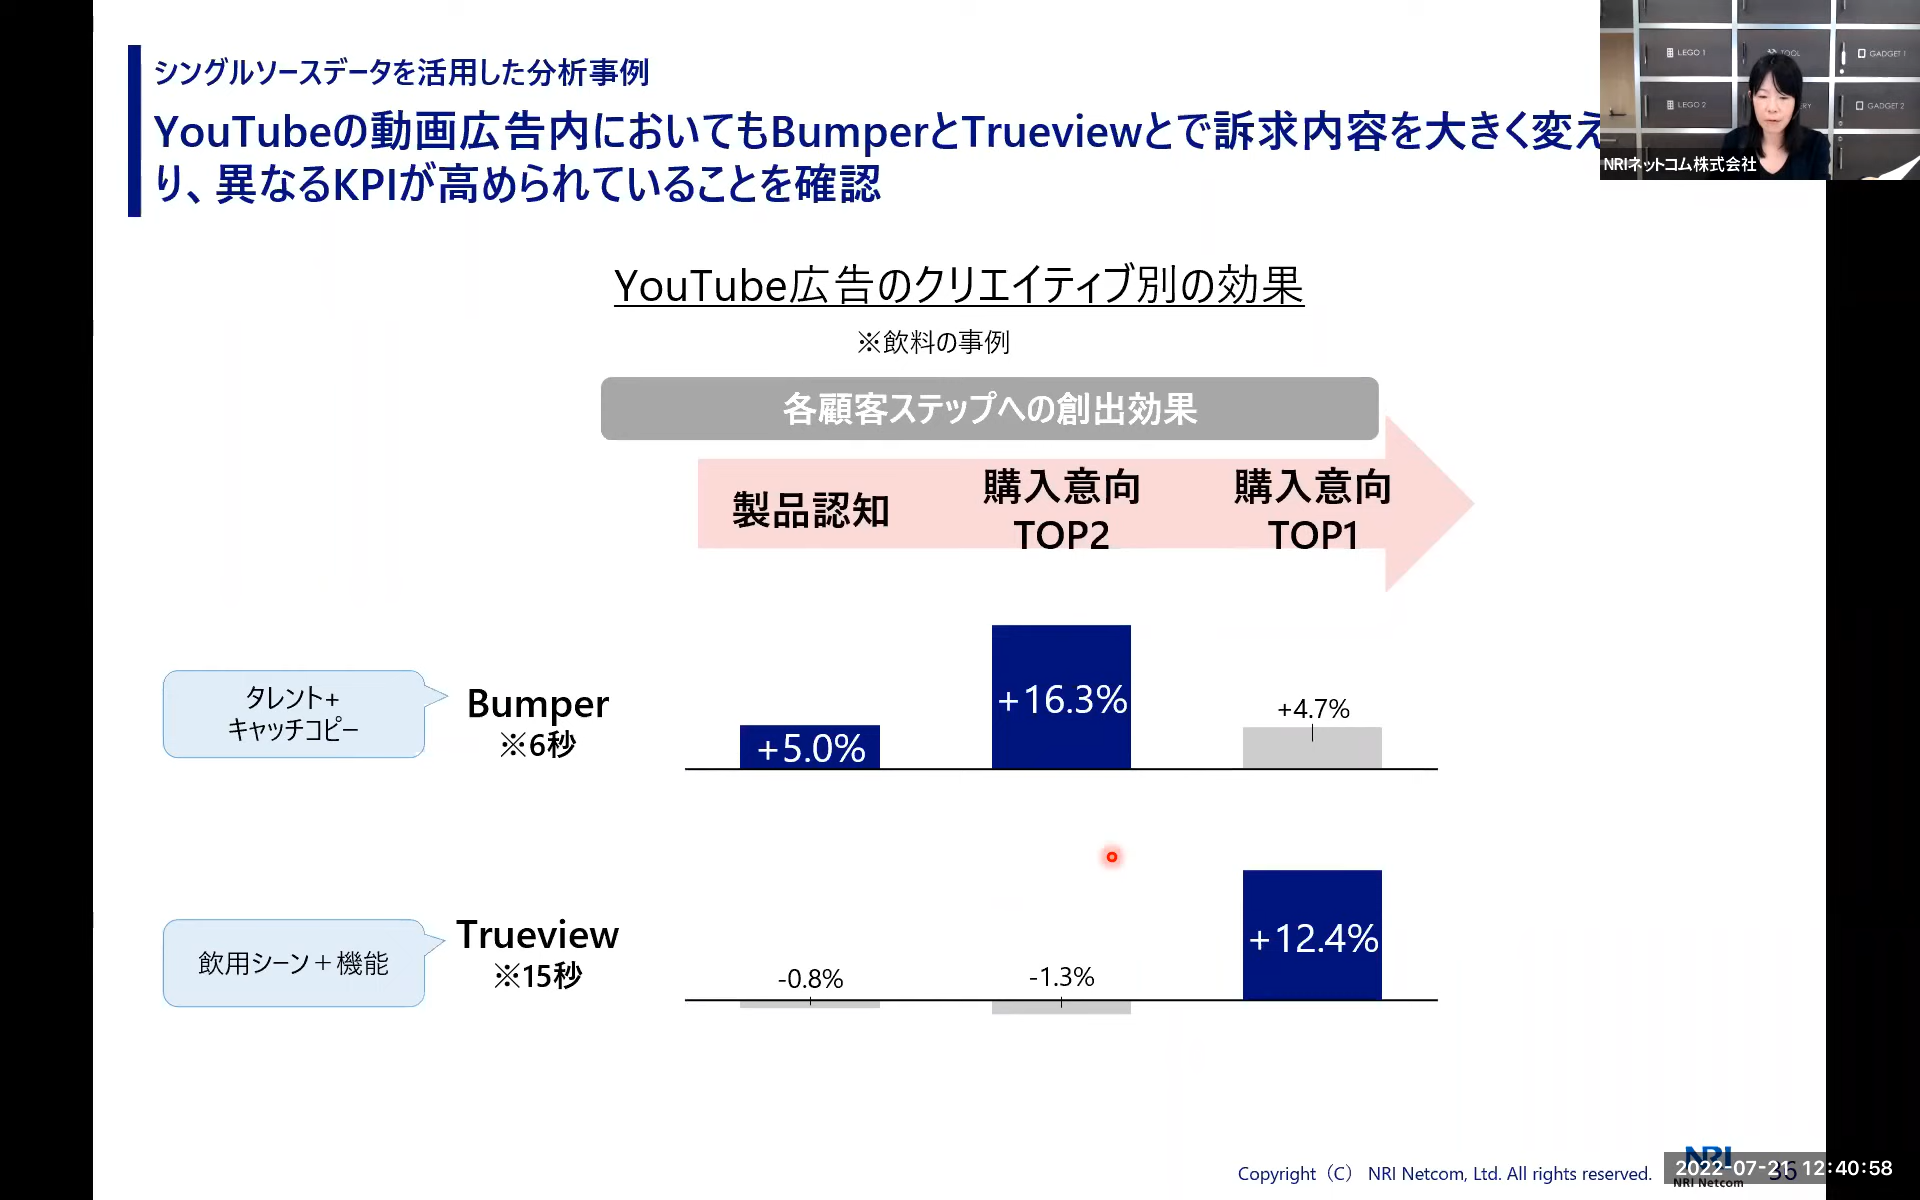 シングルソースデータを活用した分析事例
YouTubeの動画広告内においてもBumperとTrueviewとで訴求内容を大きく変え
り、異なるKPIが高められていることを確認
LEGO 1
TOOL
GADGET 1
LEGO 2
GADGET 2
NRIネットコム株式会社
YouTube広告のクリエイティブ別の効果
※飲料の事例
各顧客ステップへの創出効果
製品認知
購入意向
TOP2
購入意向
TOP1
タレント+
キャッチコピー
Bumper
※6秒
+5.0%
+16.3%
+4.7%
飲用シーン＋機能
Trueview
※15秒
-0.8%
-1.3%
+12.4%
Copyright（C） NRI Netcom, Ltd. All rights reserved.
NRI
NRI Netcom
2022-07-21 12:40:58